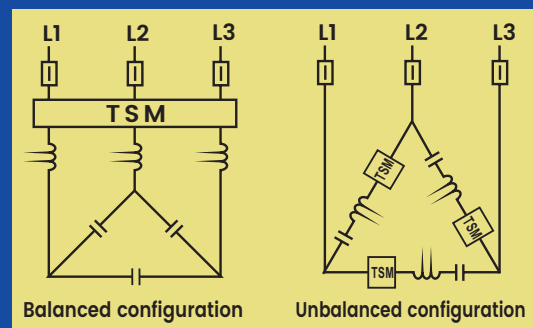 L1 L2 L3
TSM
Balanced configuration
L1 L2 L3
TSM
TSM
TSM
Unbalanced configuration